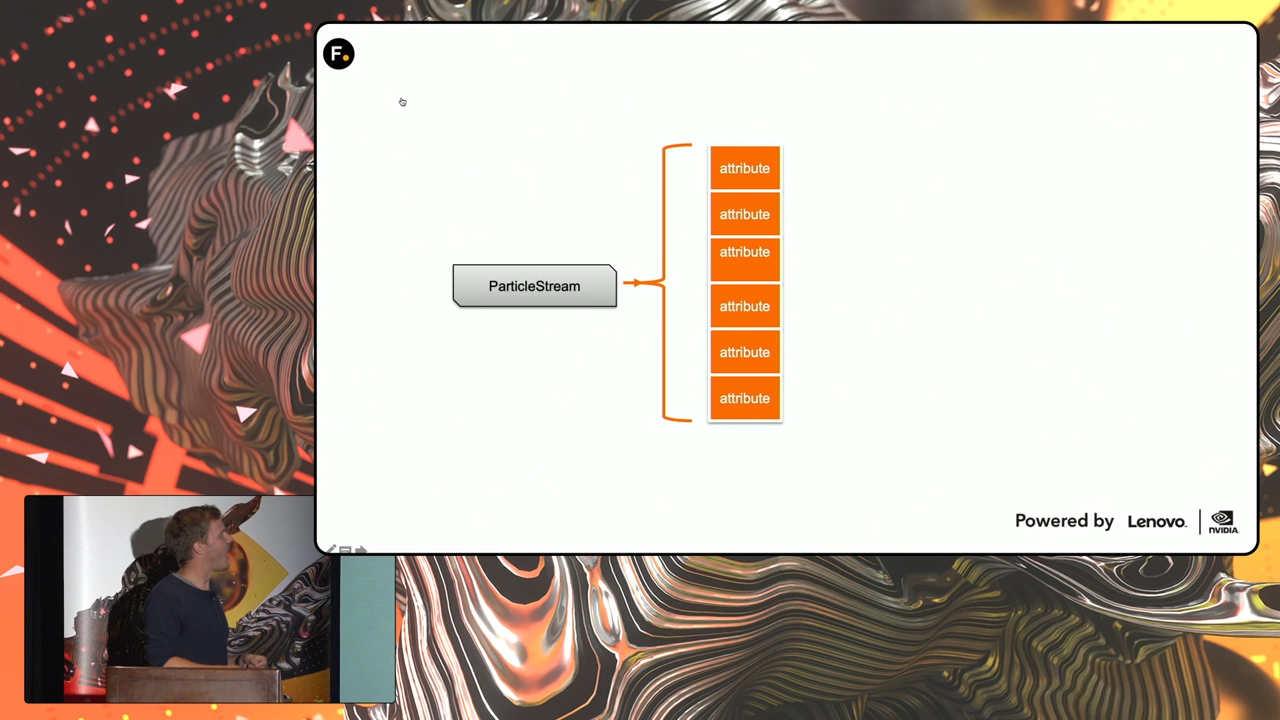 F.
attribute
attribute
attribute
ParticleStream
attribute
attribute
attribute
Powered by Lenovo. NVIDIA